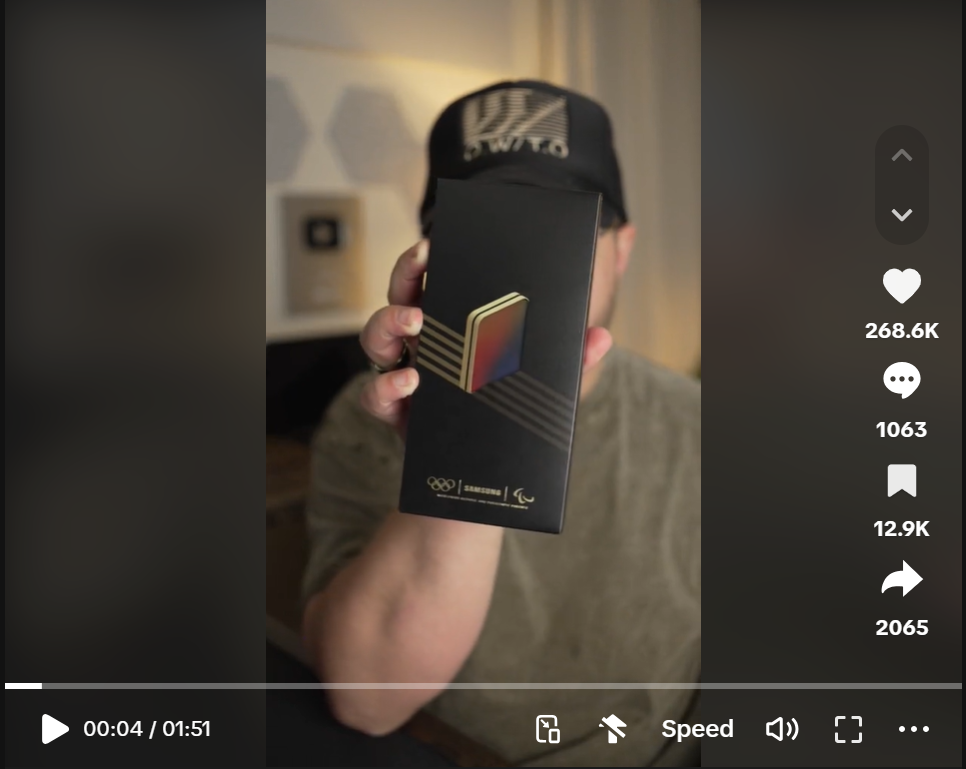 O.W/T.O
SAMSUNG
268.6K
1063
12.9K
2065
00:04 / 01:51
Speed